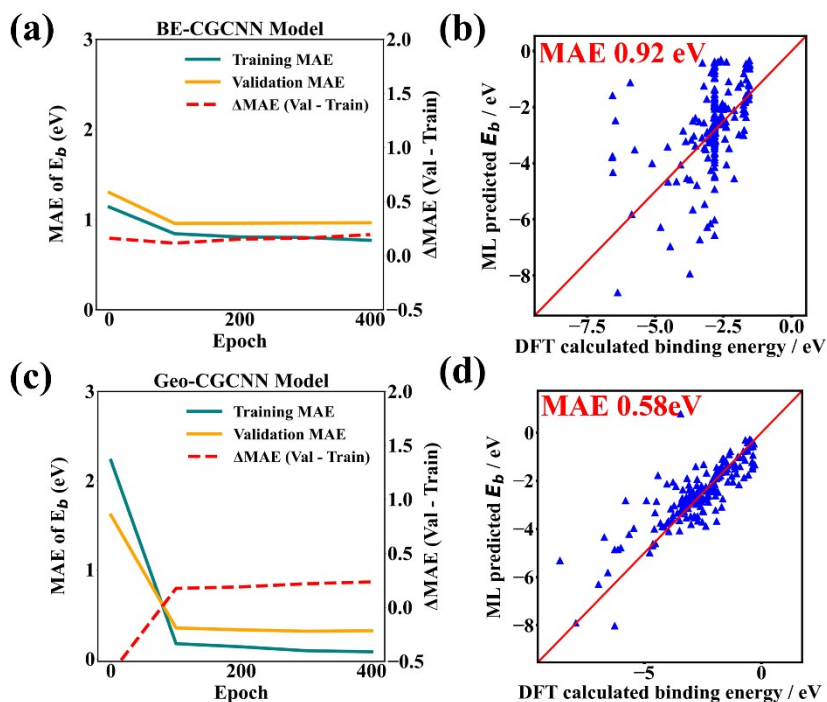 (a)
BE-CGCNN Model
3
2
1
0
MAE of E_b (eV)
Training MAE
Validation MAE
ΔMAE (Val - Train)
2.0
1.5
1.0
0.5
0.0
−0.5
ΔMAE (Val - Train)
0
200
400
Epoch
(b)
MAE 0.92 eV
0
−2
−4
−6
−8
ML predicted E_b / eV
−7.5
−5.0
−2.5
0.0
DFT calculated binding energy / eV
(c)
Geo-CGCNN Model
3
2
1
0
MAE of E_b (eV)
Training MAE
Validation MAE
ΔMAE (Val - Train)
2.0
1.5
1.0
0.5
0.0
−0.5
ΔMAE (Val - Train)
0
200
400
Epoch
(d)
MAE 0.58eV
0
−2
−4
−6
−8
ML predicted E_b / eV
−5
0
DFT calculated binding energy / eV